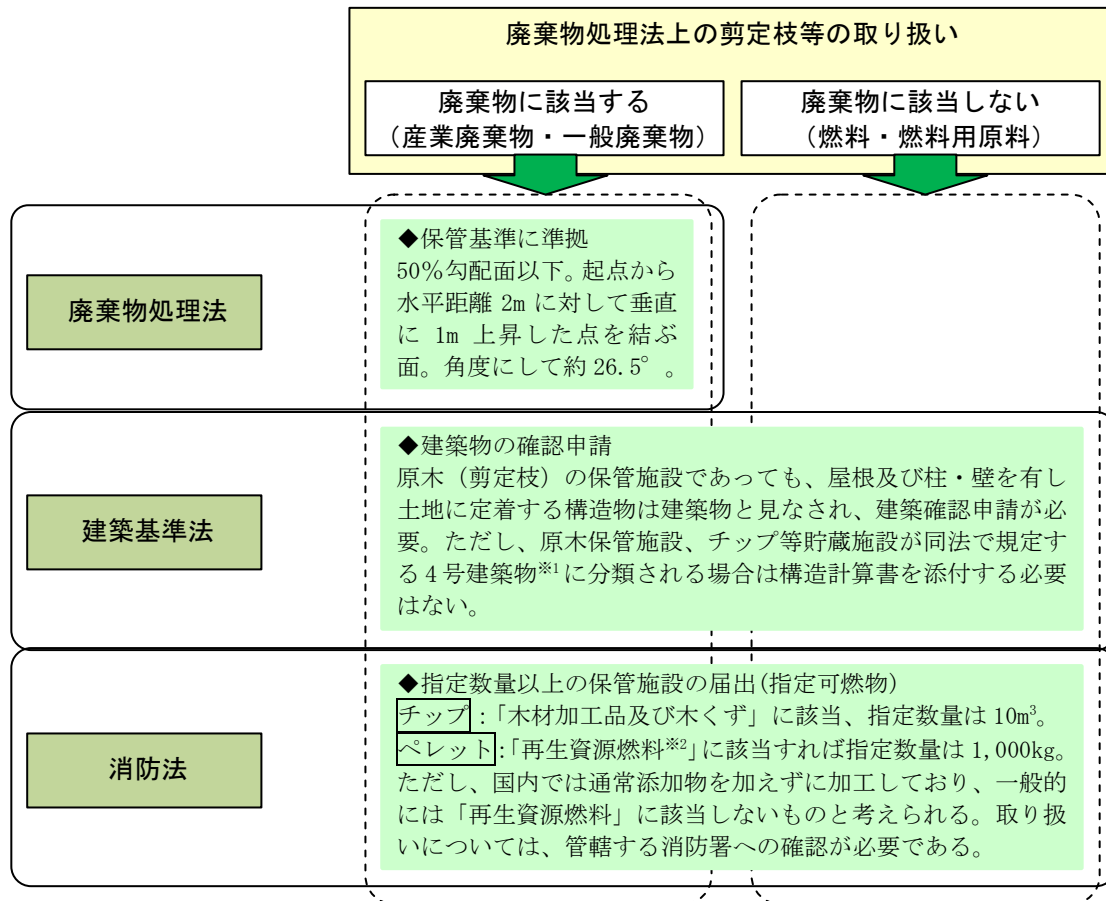 廃棄物処理法上の剪定枝等の取り扱い
廃棄物に該当する
（産業廃棄物・一般廃棄物）
廃棄物に該当しない
（燃料・燃料用原料）
廃棄物処理法
◆保管基準に準拠
50％勾配面以下。起点から
水平距離 2m に対して垂直
に 1m 上昇した点を結ぶ
面。角度にして約 26.5°。
建築基準法
◆建築物の確認申請
原木（剪定枝）の保管施設であっても、屋根及び柱・壁を有し
土地に定着する構造物は建築物と見なされ、建築確認申請が必
要。ただし、原木保管施設、チップ等貯蔵施設が同法で規定す
る 4 号建築物※1に分類される場合は構造計算書を添付する必要
はない。
消防法
◆指定数量以上の保管施設の届出(指定可燃物)
チップ：「木材加工品及び木くず」に該当、指定数量は 10m³。
ペレット：「再生資源燃料※2」に該当すれば指定数量は 1,000kg。
ただし、国内では通常添加物を加えずに加工しており、一般的
には「再生資源燃料」に該当しないものと考えられる。取り扱
いについては、管轄する消防署への確認が必要である。